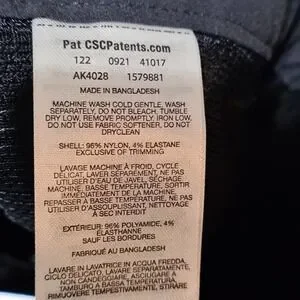 Pat CSCPatents.com
122 0921 41017
AK4028 1579881
MADE IN BANGLADESH
MACHINE WASH COLD GENTLE, WASH
SEPARATELY, DO NOT BLEACH, TUMBLE
DRY LOW, REMOVE PROMPTLY, IRON LOW,
DO NOT USE FABRIC SOFTENER, DO NOT
DRYCLEAN
SHELL: 96% NYLON, 4% ELASTANE
EXCLUSIVE OF TRIMMING
LAVAGE MACHINE À FROID, CYCLE
DÉLICAT, LAVER SÉPAREMENT, NE PAS
UTILISER D'EAU DE JAVEL, SÉCHAGE
MACHINE, BASSE TEMPÉRATURE, SORTIR
IMMÉDIATEMENT DE LA MACHINE,
REPASSER À BASSE TEMPÉRATURE, NE PAS
UTILISER D'ASSOUPLISSANT, NETTOYAGE
À SEC INTERDIT
EXTÉRIEUR: 96% POLYAMIDE, 4%
ÉLASTHANNE
SAUF LES BORDURES
FABRIQUÉ AU BANGLADESH
LAVARE IN LAVATRICE IN ACQUA FREDDA,
CICLO DELICATO, LAVARE SEPARATAMENTE,
NON CANDEGGIARE, ASCIUGARE IN
TAMBURO A BASSA TEMPERATURA,
RIMUOVERE TEMPESTIVAMENTE, STIRARE